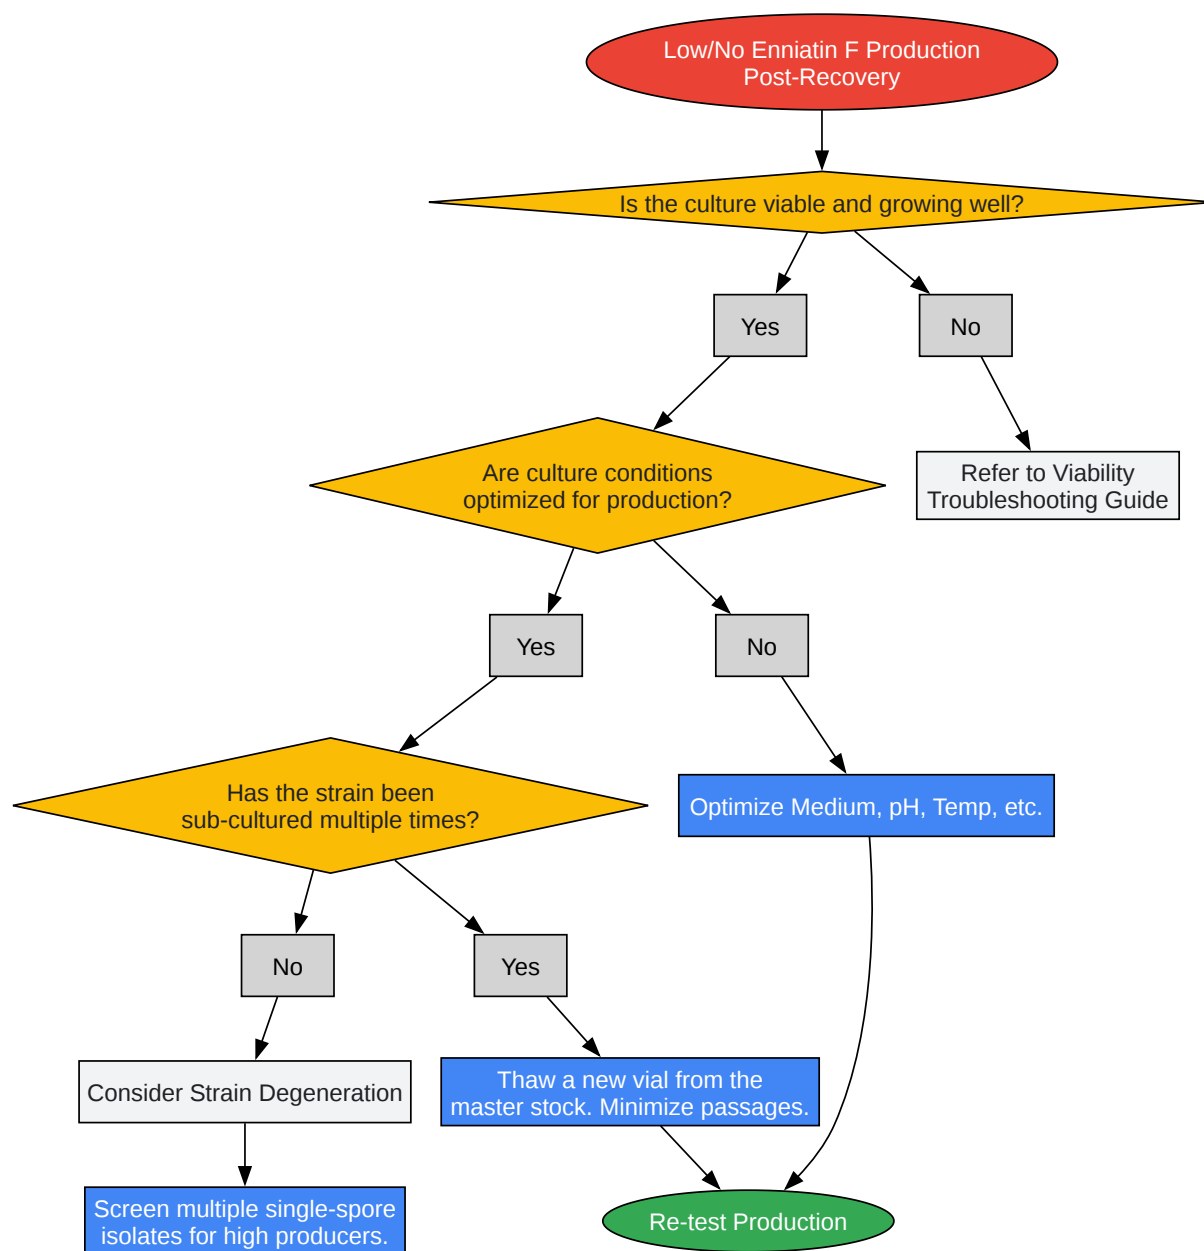 Low/No Enniatin F Production
Post-Recovery
Is the culture viable and growing well?
Yes
No
Are culture conditions
optimized for production?
Refer to Viability
Troubleshooting Guide
Yes
No
Has the strain been
sub-cultured multiple times?
Optimize Medium, pH, Temp, etc.
No
Yes
Consider Strain Degeneration
Thaw a new vial from the
master stock. Minimize passages.
Screen multiple single-spore
isolates for high producers.
Re-test Production